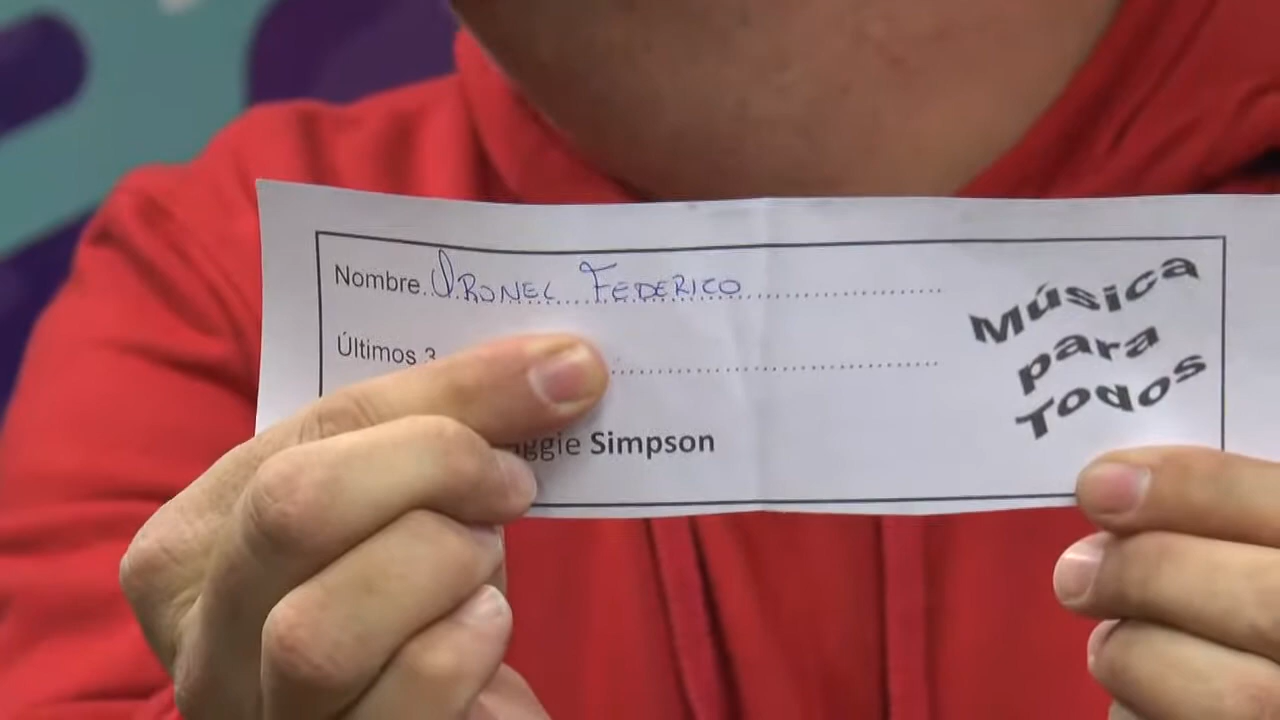 Nombre Oronel Federico
Últimos 3
Simpson
Música
para
Todos